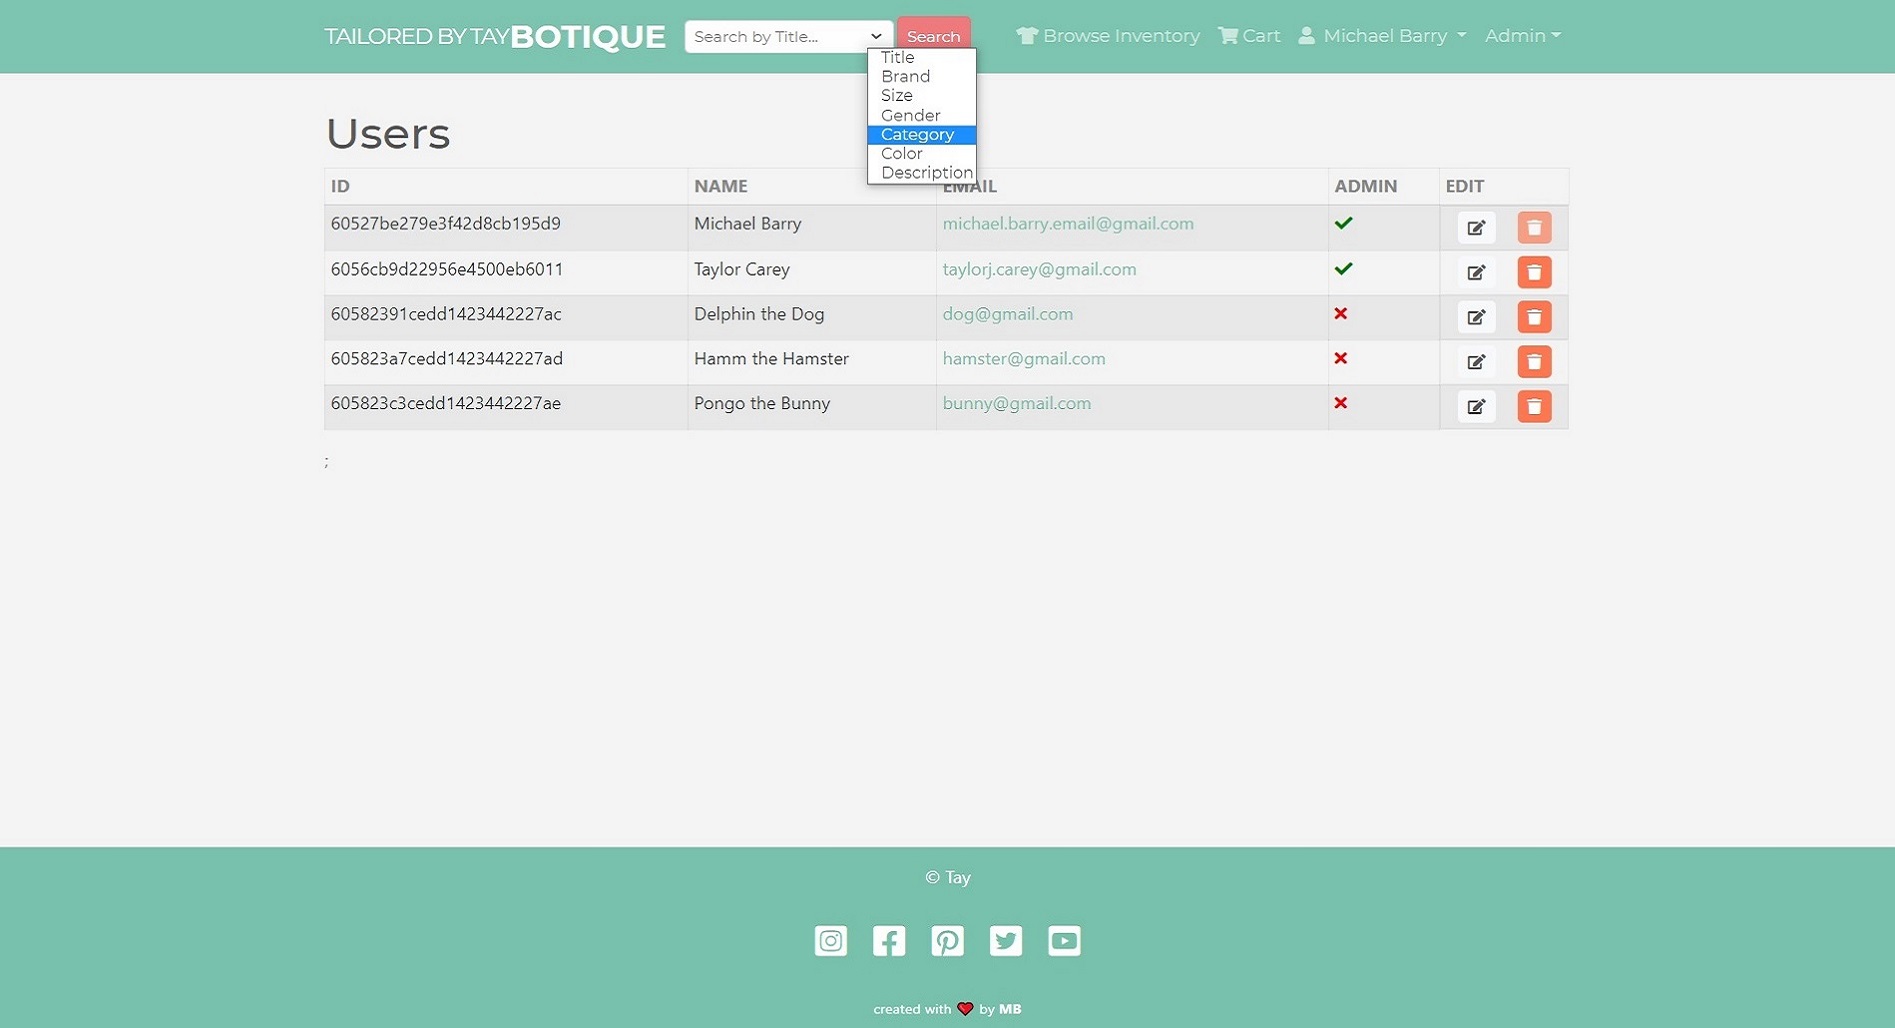 TAILORED BY TAYBOTIQUE Search by Title... Search Browse Inventory Cart Michael Barry Admin
Title
Brand
Size
Gender
Category
Color
Description
Users
ID NAME EMAIL ADMIN EDIT
60527be279e3f42d8cb195d9 Michael Barry michael.barry.email@gmail.com
6056cb9d22956e4500eb6011 Taylor Carey taylorj.carey@gmail.com
60582391cedd1423442227ac Delphin the Dog dog@gmail.com
605823a7cedd1423442227ad Hamm the Hamster hamster@gmail.com
605823c3cedd1423442227ae Pongo the Bunny bunny@gmail.com
;
© Tay
created with ❤ by MB